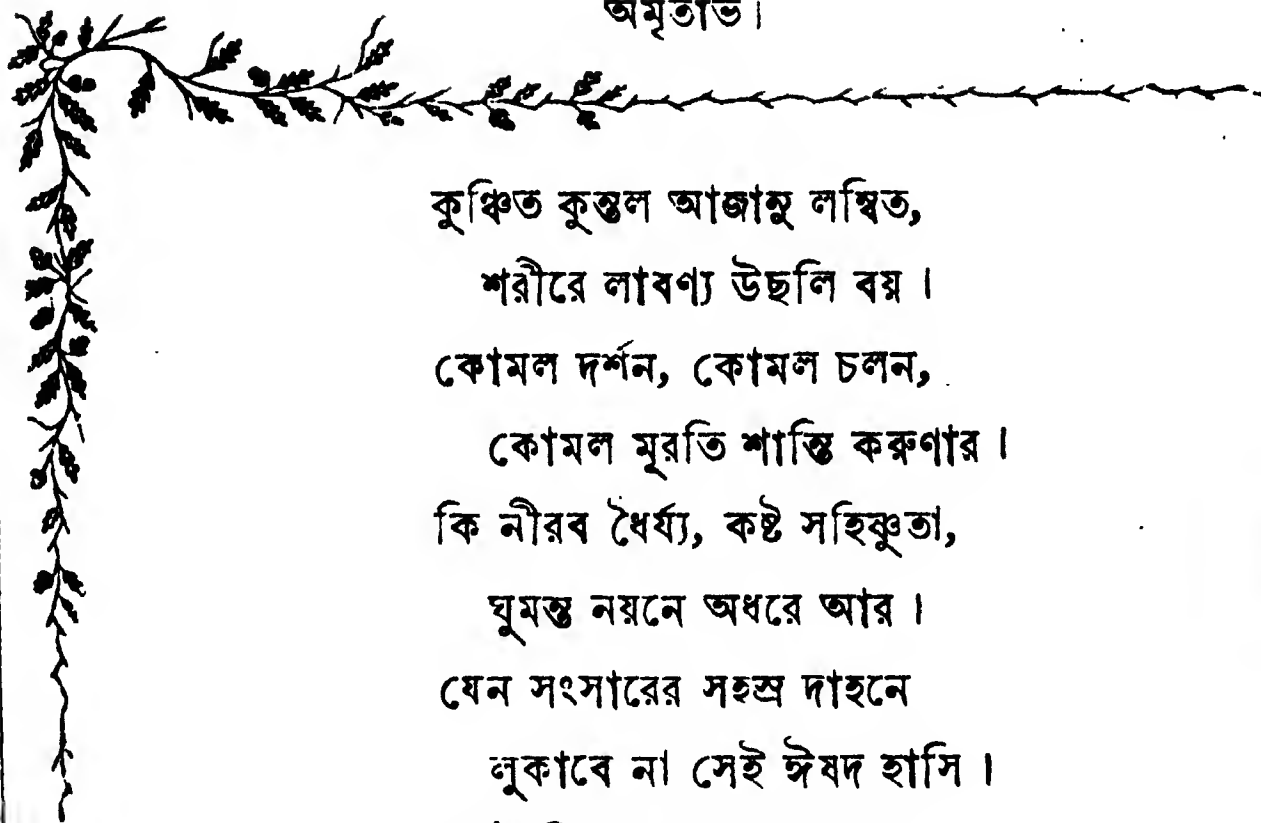 অমৃতাভ।
কুঞ্চিত কুন্তল আজানু লম্বিত,
শরীরে লাবণ্য উছলি বয়।
কোমল দর্শন, কোমল চলন,
কোমল মূরতি শান্তি করুণার।
কি নীরব ধৈর্য্য, কষ্ট সহিষ্ণুতা,
ঘুমন্ত নয়নে অধরে আর।
যেন সংসারের সহস্র দাহনে
লুকাবে না সেই ঈষদ হাসি।